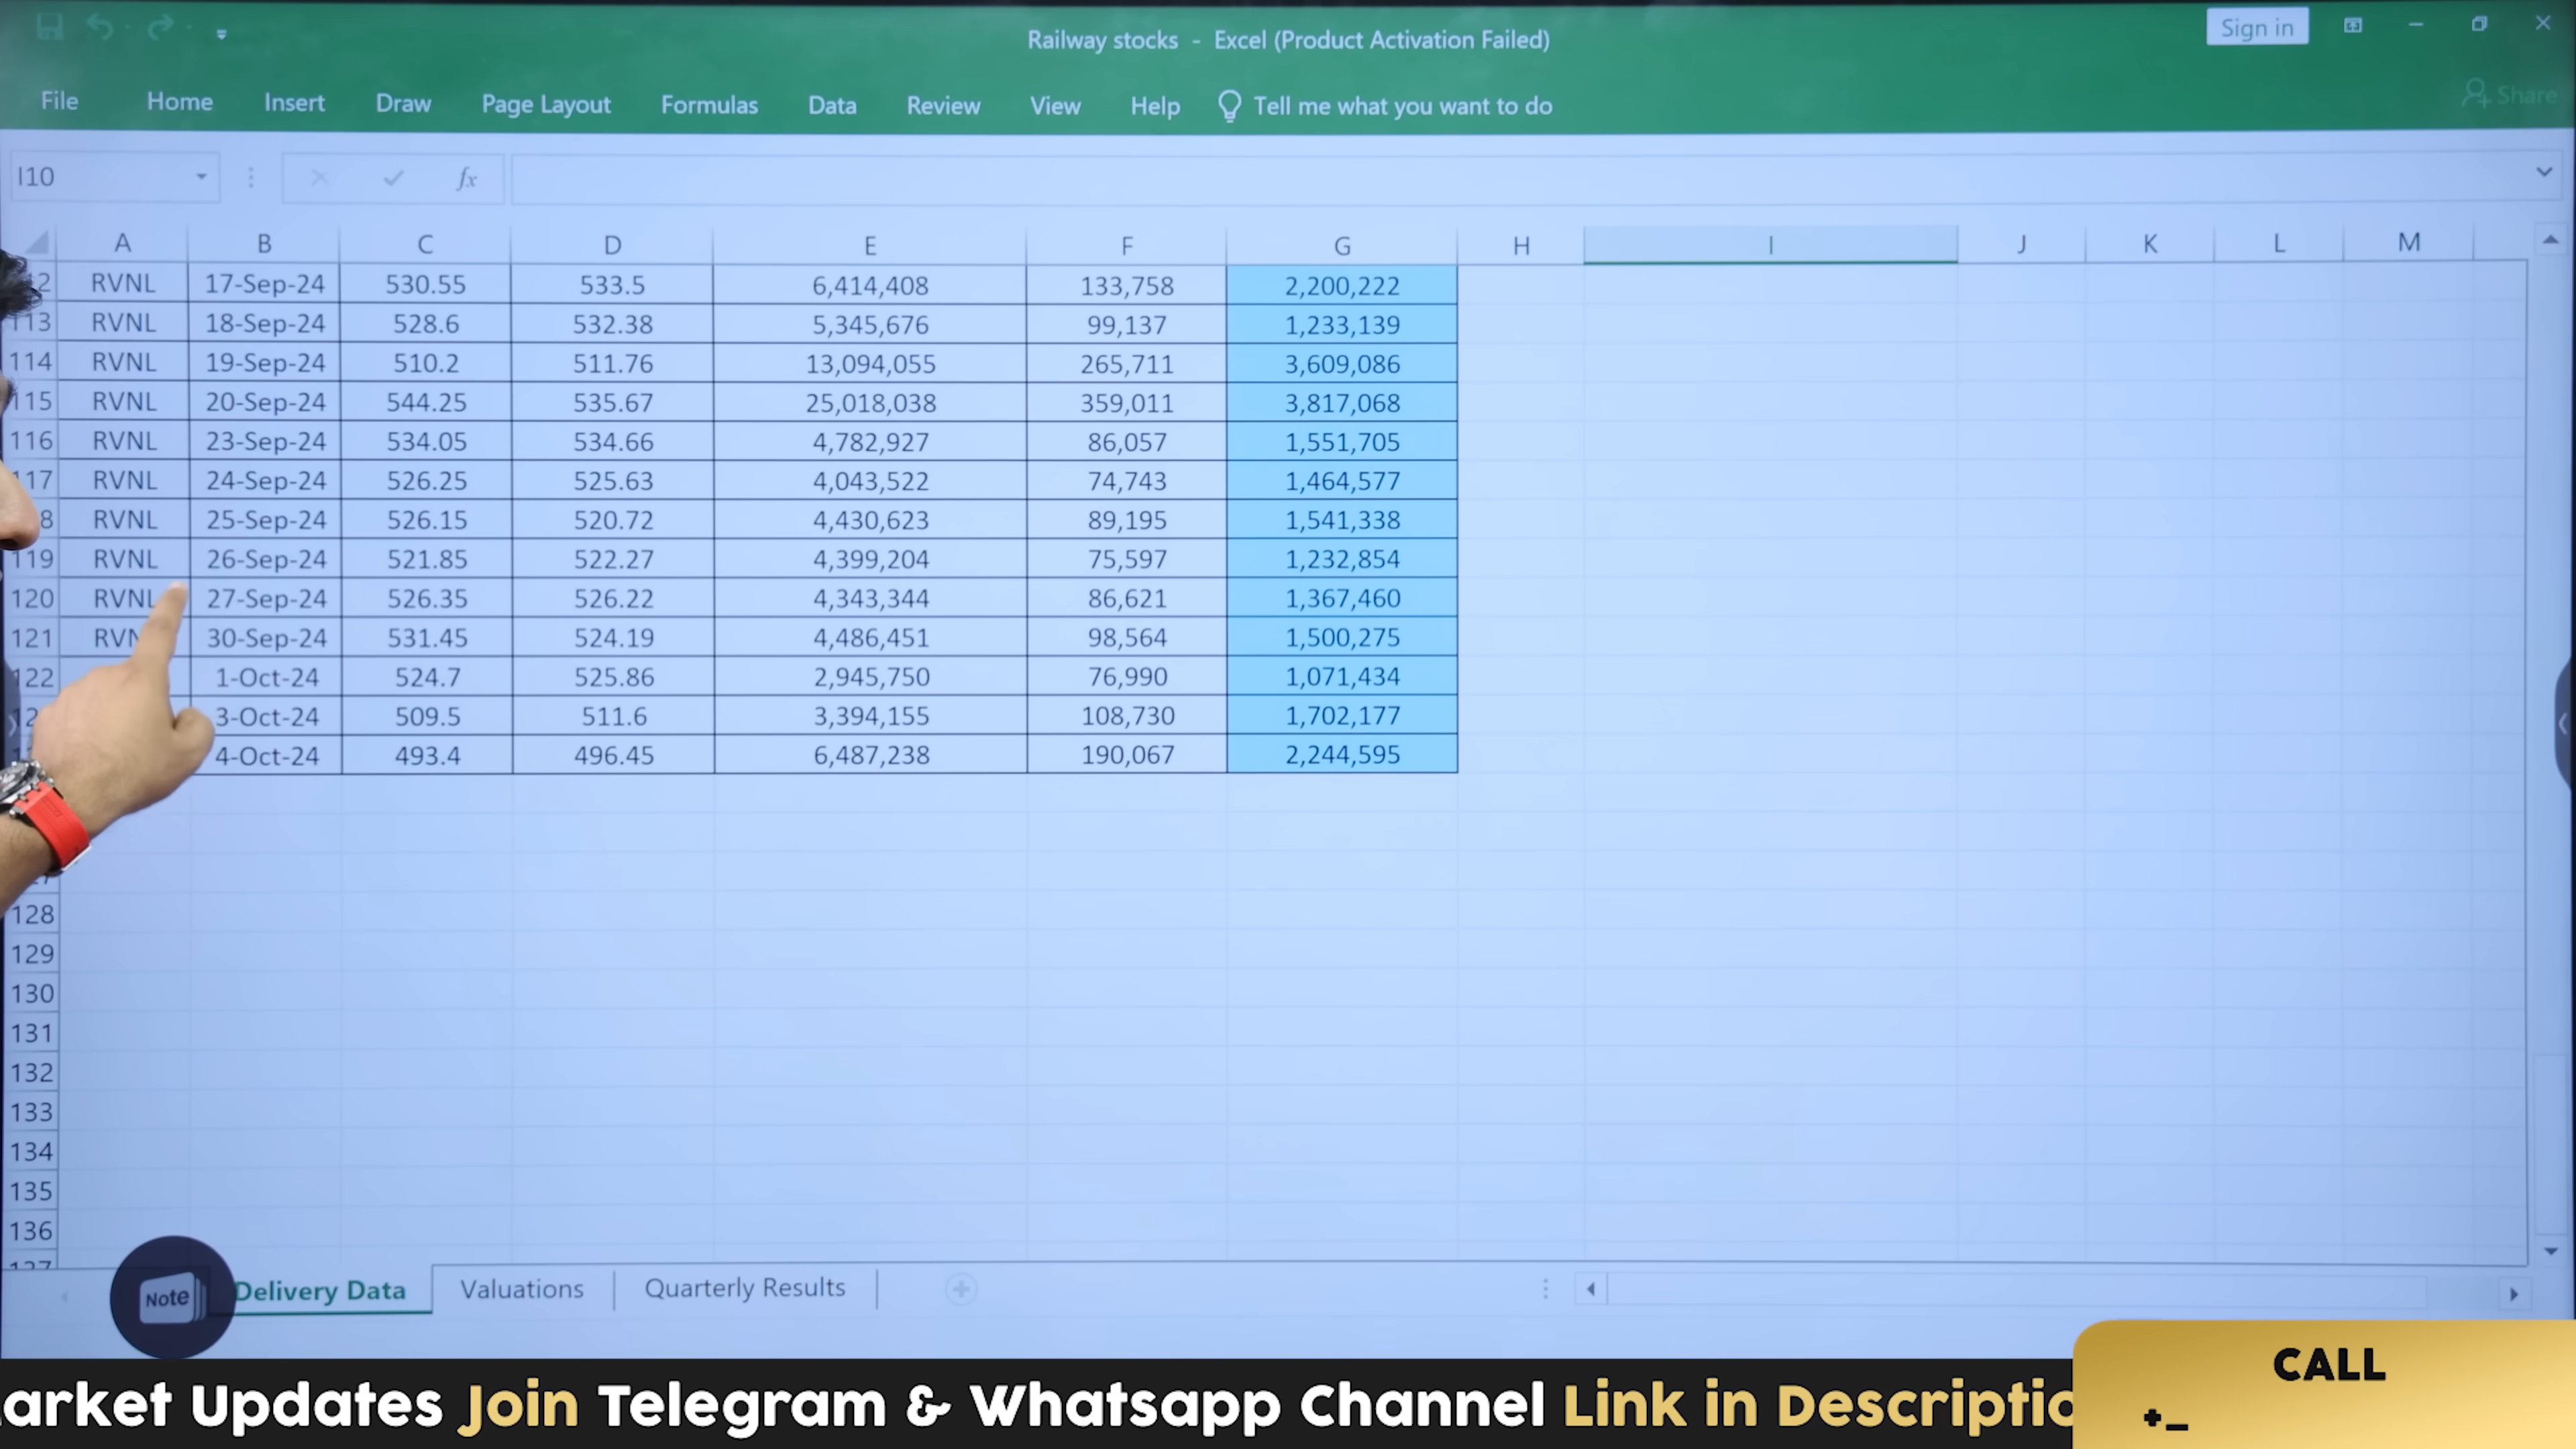 Railway stocks - Excel (Product Activation Failed)
Sign in
File Home Insert Draw Page Layout Formulas Data Review View Help Tell me what you want to do
Share
I10
fx
A B C D E F G H I J K L M
2 RVNL 17-Sep-24 530.55 533.5 6,414,408 133,758 2,200,222
113 RVNL 18-Sep-24 528.6 532.38 5,345,676 99,137 1,233,139
114 RVNL 19-Sep-24 510.2 511.76 13,094,055 265,711 3,609,086
115 RVNL 20-Sep-24 544.25 535.67 25,018,038 359,011 3,817,068
116 RVNL 23-Sep-24 534.05 534.66 4,782,927 86,057 1,551,705
117 RVNL 24-Sep-24 526.25 525.63 4,043,522 74,743 1,464,577
8 RVNL 25-Sep-24 526.15 520.72 4,430,623 89,195 1,541,338
119 RVNL 26-Sep-24 521.85 522.27 4,399,204 75,597 1,232,854
120 RVNL 27-Sep-24 526.35 526.22 4,343,344 86,621 1,367,460
121 RVN 30-Sep-24 531.45 524.19 4,486,451 98,564 1,500,275
122 1-Oct-24 524.7 525.86 2,945,750 76,990 1,071,434
12 3-Oct-24 509.5 511.6 3,394,155 108,730 1,702,177
4-Oct-24 493.4 496.45 6,487,238 190,067 2,244,595
128
129
130
131
132
133
134
135
136
137
Note
Delivery Data Valuations Quarterly Results
arket Updates Join Telegram & Whatsapp Channel Link in Descriptio
CALL
+_